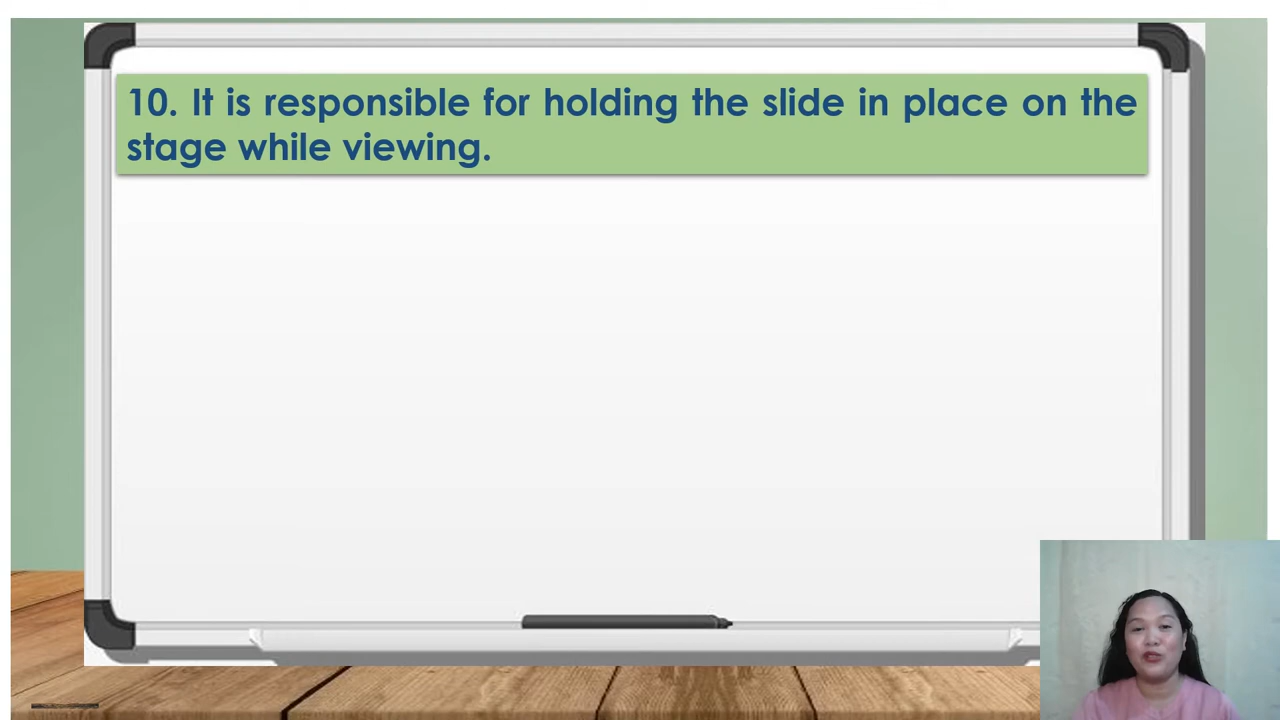 10. It is responsible for holding the slide in place on the
stage while viewing.